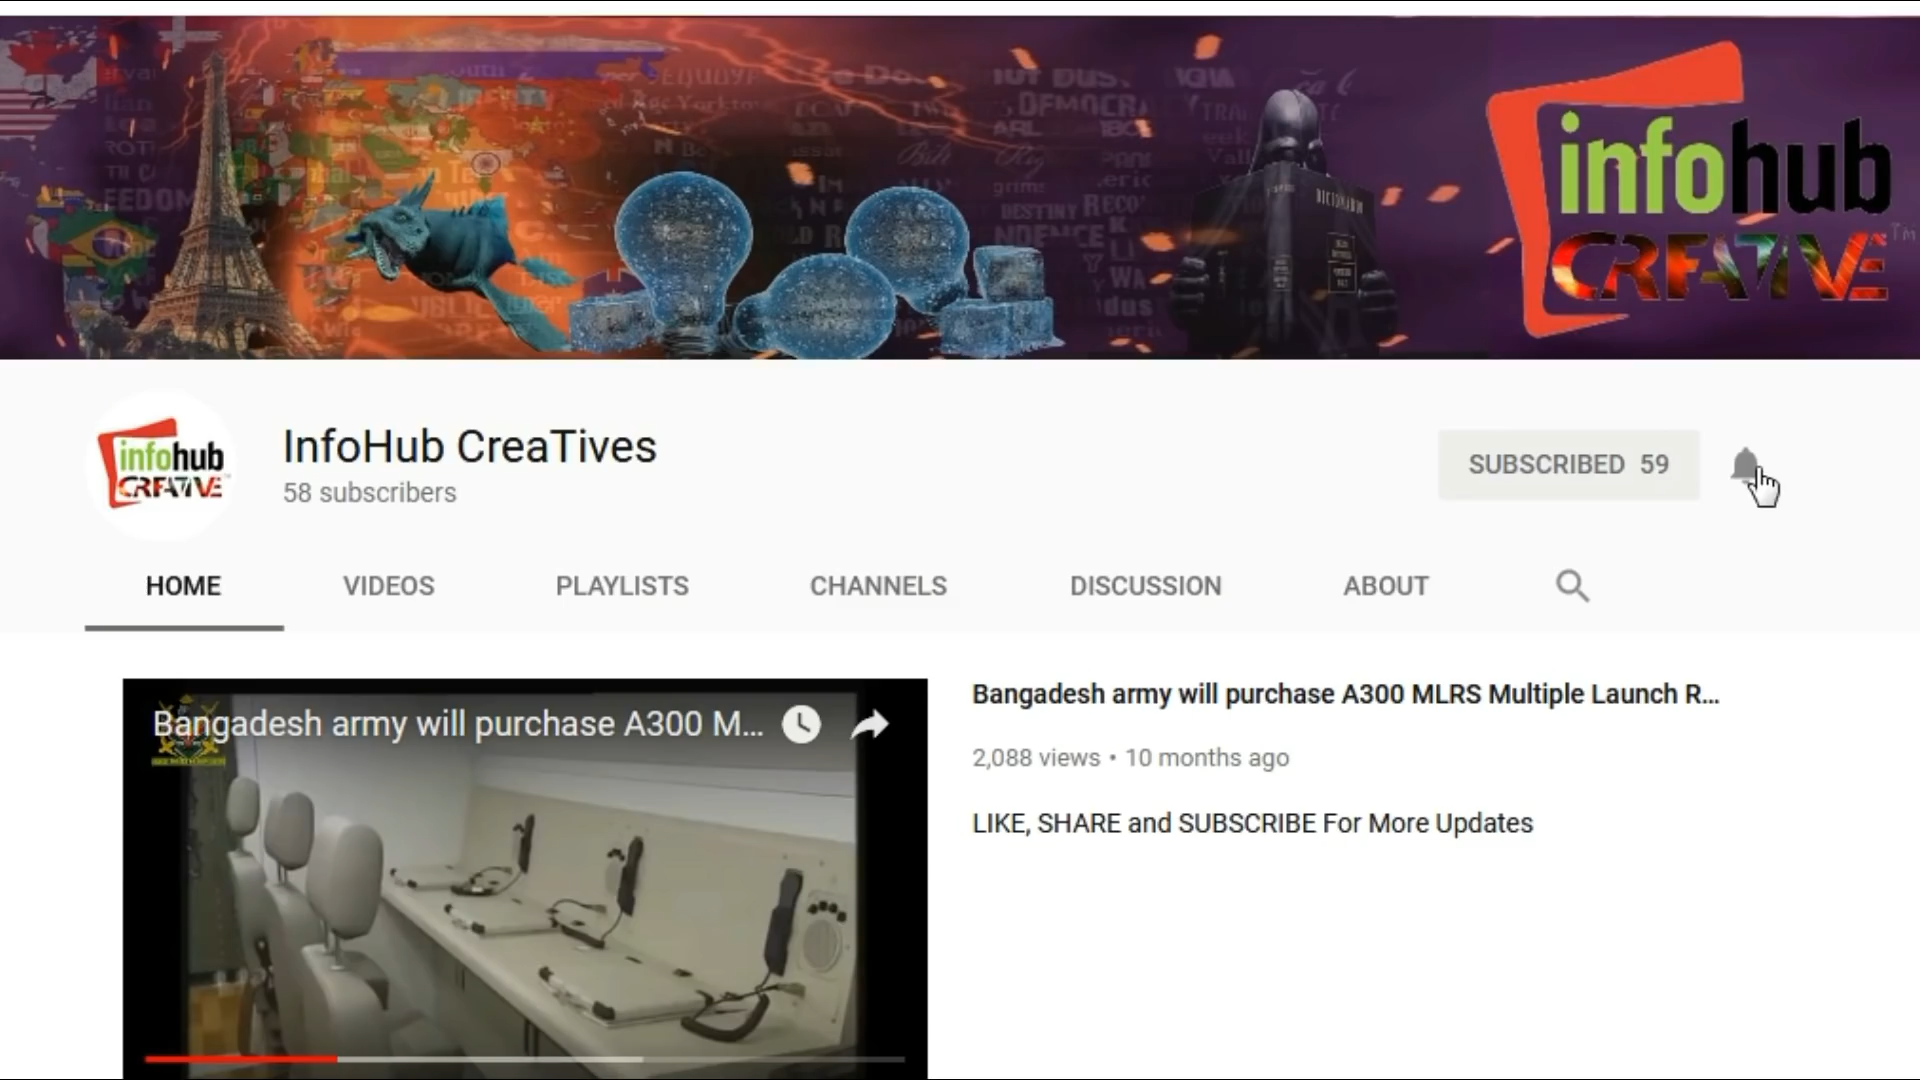 infohub
CREATIVE
TM
InfoHub CreaTives
58 subscribers
SUBSCRIBED 59
infohub
CREATIVE
HOME
VIDEOS
PLAYLISTS
CHANNELS
DISCUSSION
ABOUT
Bangadesh army will purchase A300 M...
Bangadesh army will purchase A300 MLRS Multiple Launch R...
2,088 views • 10 months ago
LIKE, SHARE and SUBSCRIBE For More Updates